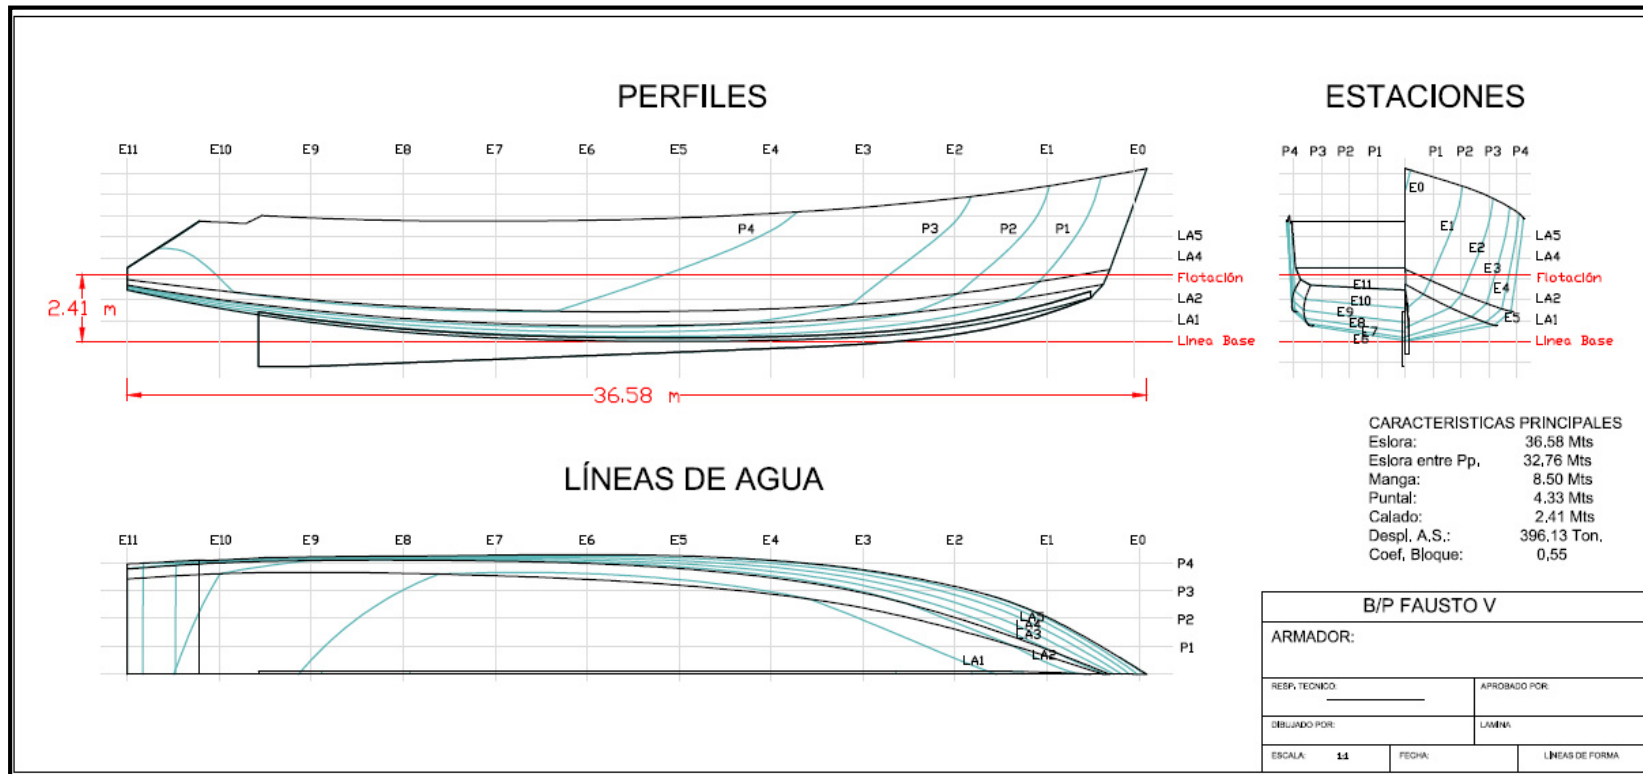 PERFILES
E11 E10 E9 E8 E7 E6 E5 E4 E3 E2 E1 E0
P4 P3 P2 P1
LA5
LA4
Flotación
LA2
LA1
Línea Base
2.41 m
36.58 m
ESTACIONES
P4 P3 P2 P1 P1 P2 P3 P4
E0
E1
E2
E3
E4
E5
E11
E10
E9
E8
E7
E6
LA5
LA4
Flotación
LA2
LA1
Línea Base
LÍNEAS DE AGUA
E11 E10 E9 E8 E7 E6 E5 E4 E3 E2 E1 E0
P4
P3
P2
P1
LA5
LA4
LA3
LA2
LA1
CARACTERISTICAS PRINCIPALES
Eslora: 36,58 Mts
Eslora entre Pp, 32,76 Mts
Manga: 8.50 Mts
Puntal: 4.33 Mts
Calado: 2,41 Mts
Despl, A,S,: 396,13 Ton,
Coef, Bloque: 0,55
B/P FAUSTO V
ARMADOR:
RESP, TECNICO: APROBADO POR:
DIBUJADO POR: LAMINA
ESCALA: 1:1 FECHA: LÍNEAS DE FORMA